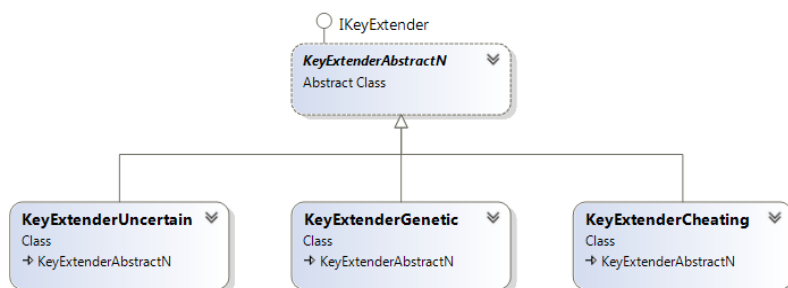 IKeyExtender
KeyExtenderAbstractN
Abstract Class
KeyExtenderUncertain
Class
KeyExtenderAbstractN
KeyExtenderGenetic
Class
KeyExtenderAbstractN
KeyExtenderCheating
Class
KeyExtenderAbstractN